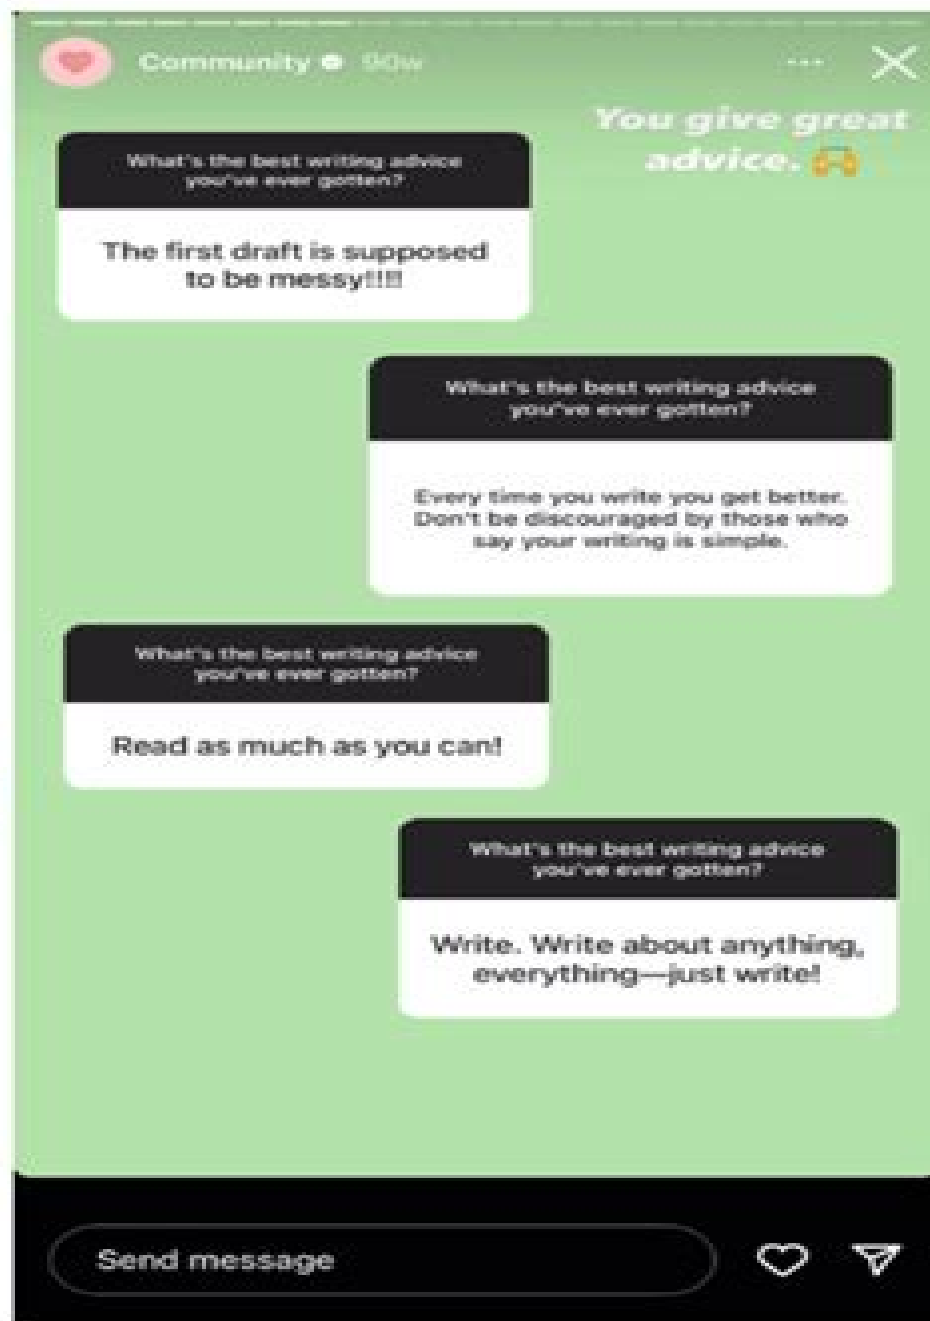 Community 90w
You give great
advice.
What's the best writing advice
you've ever gotten?
The first draft is supposed
to be messy!!!!
What's the best writing advice
you've ever gotten?
Every time you write you get better.
Don't be discouraged by those who
say your writing is simple.
What's the best writing advice
you've ever gotten?
Read as much as you can!
What's the best writing advice
you've ever gotten?
Write. Write about anything,
everything—just write!
Send message